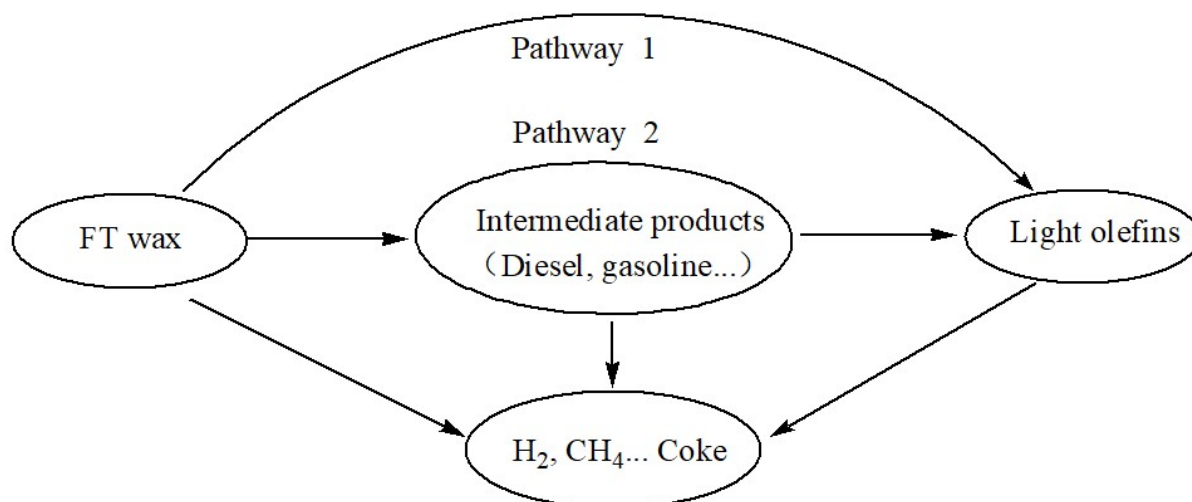 Pathway 1
Pathway 2
FT wax
Intermediate products
（Diesel, gasoline...）
Light olefins
H₂, CH₄... Coke